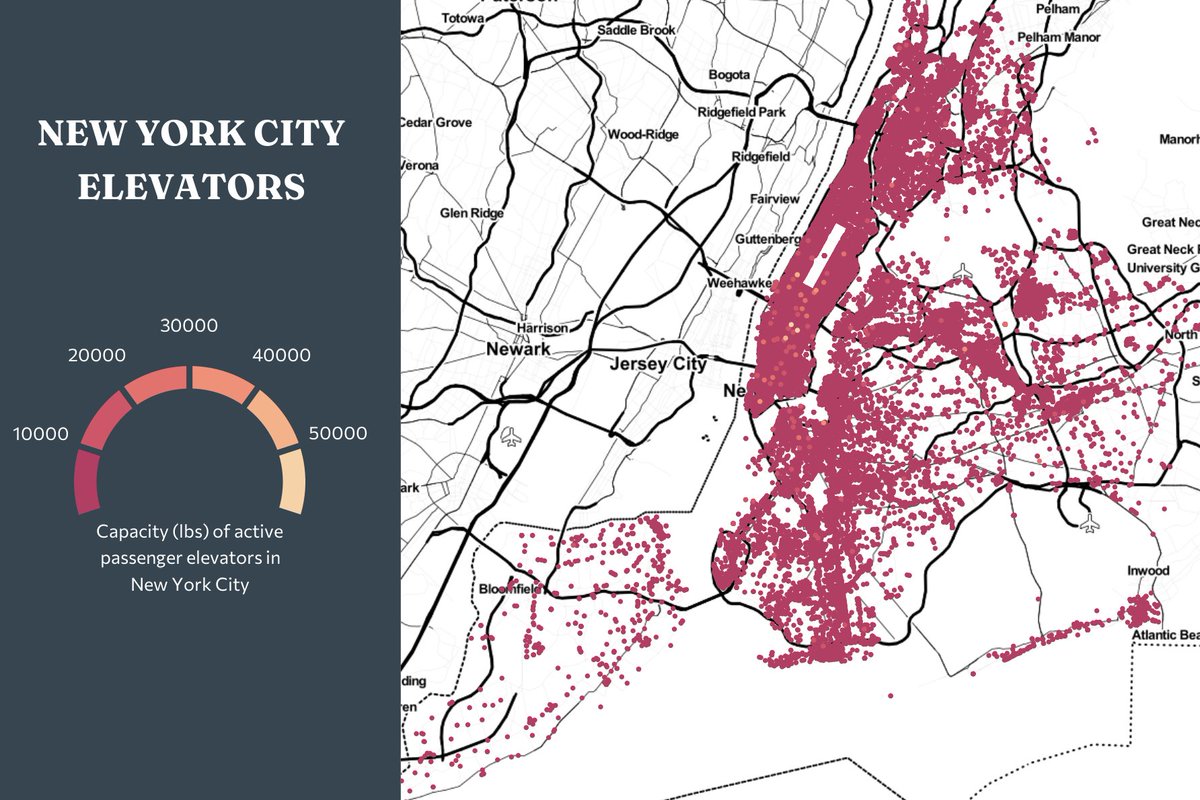 NEW YORK CITY
ELEVATORS
30000
20000
40000
10000
50000
Capacity (lbs) of active
passenger elevators in
New York City
Totowa
Saddle Brook
Pelham
Pelham Manor
Bogota
Ridgefield Park
Cedar Grove
Wood-Ridge
Manorh
Verona
Ridgefield
Glen Ridge
Fairview
Great Nec
Guttenberg
Great Neck P
University G
Weehawke
Harrison
Newark
North
Jersey City
Ne
ark
Inwood
Bloomfield
Atlantic Bea
ding
ren